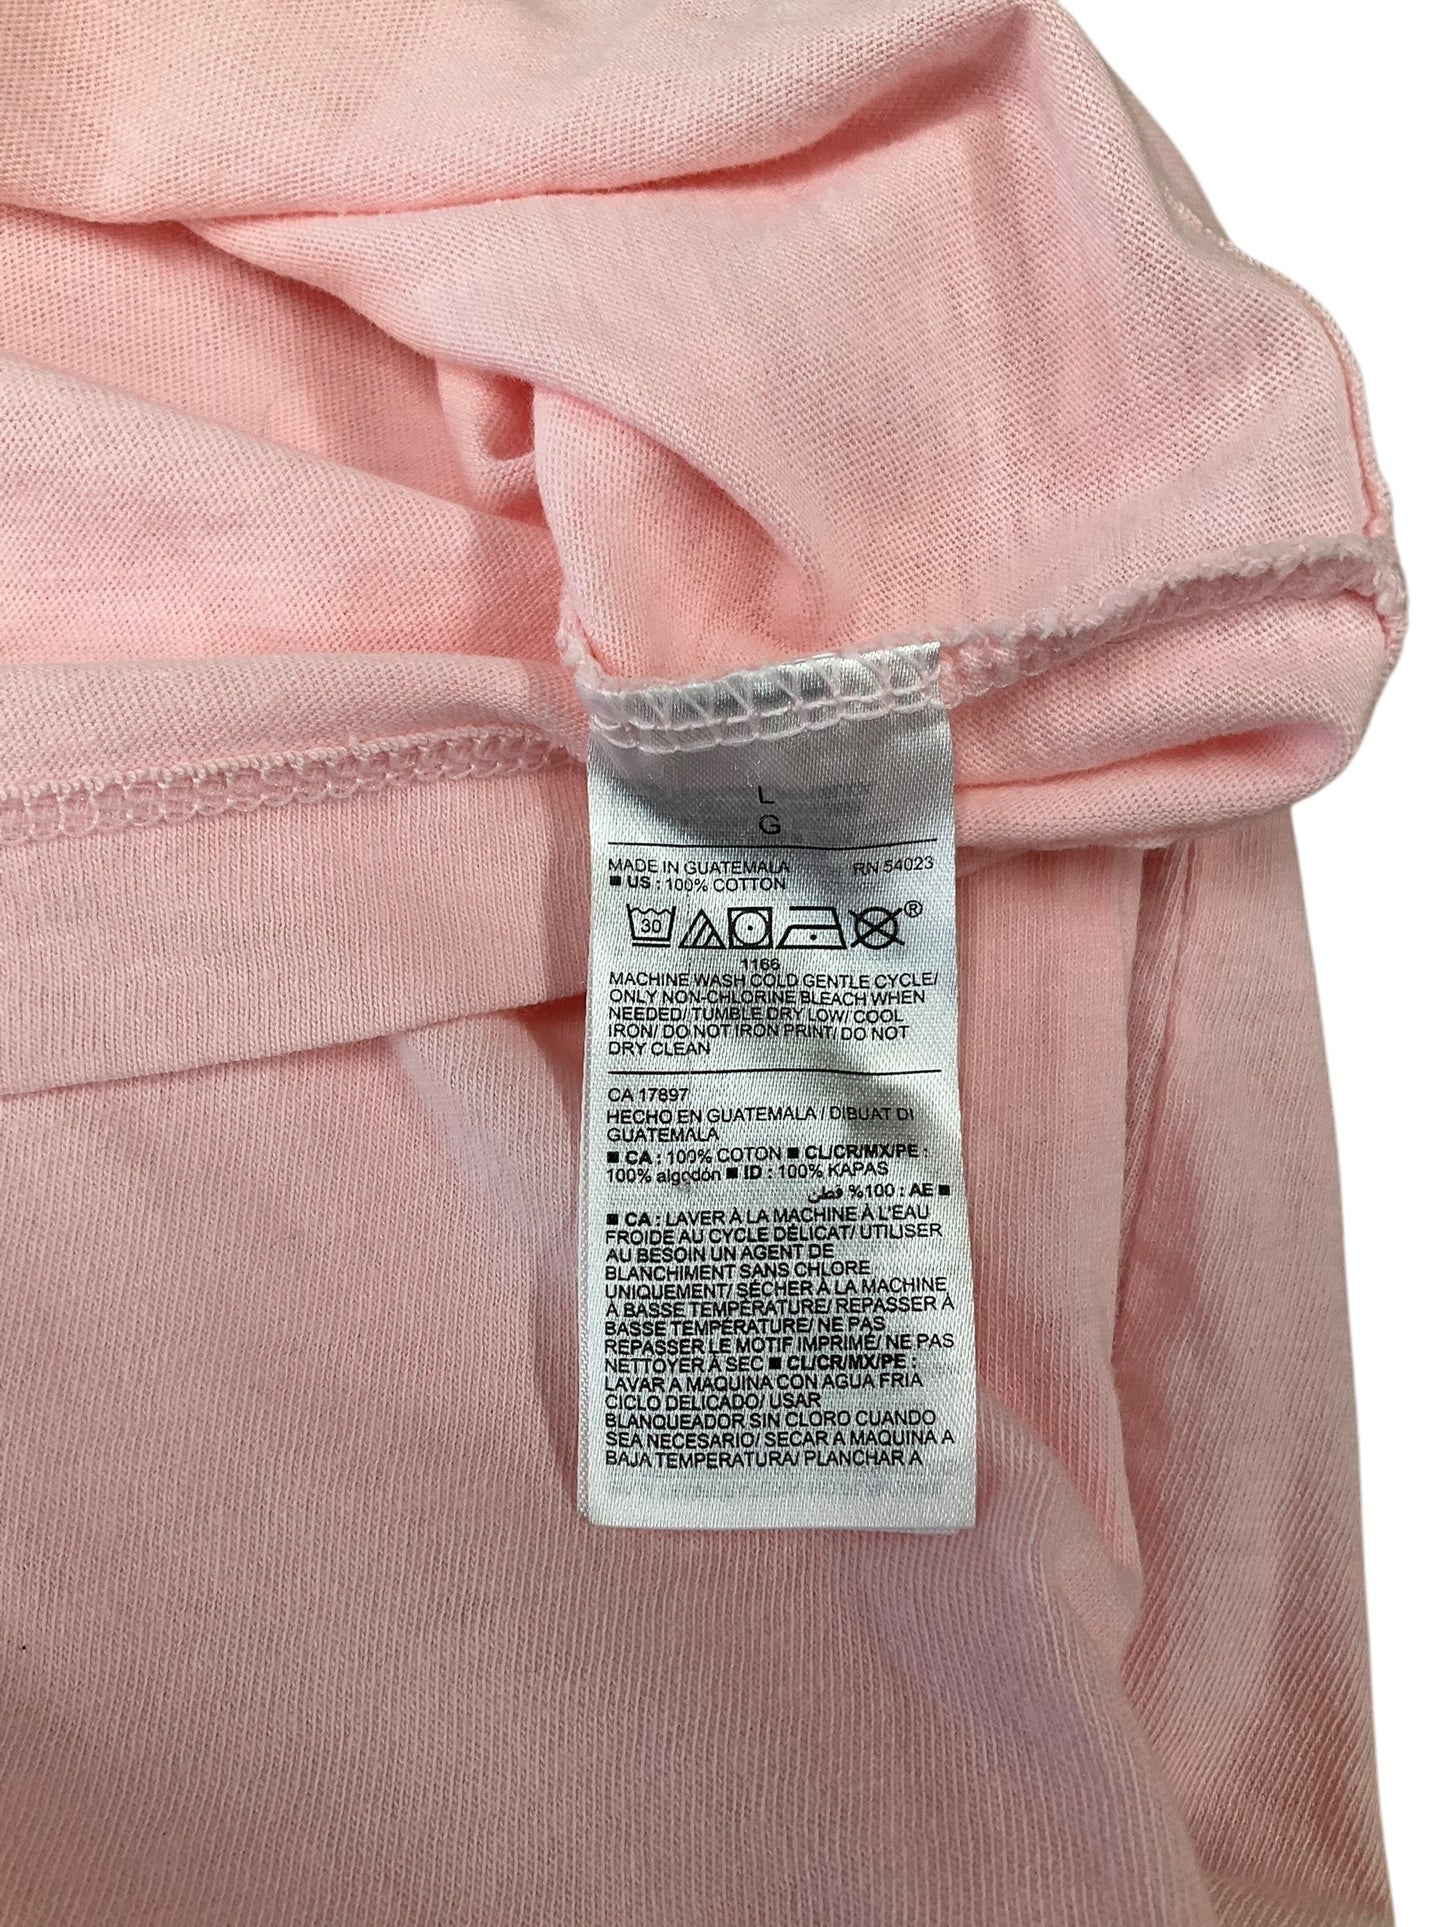 L
G
MADE IN GUATEMALA RN 54023
■ US : 100% COTTON
30 ®
1166
MACHINE WASH COLD GENTLE CYCLE/
ONLY NON-CHLORINE BLEACH WHEN
NEEDED/ TUMBLE DRY LOW/ COOL
IRON/ DO NOT IRON PRINT/ DO NOT
DRY CLEAN
CA 17897
HECHO EN GUATEMALA / DIBUAT DI
GUATEMALA
■ CA : 100% COTON ■ CL/CR/MX/PE :
100% algodón ■ ID : 100% KAPAS
■ AE : 100% قطن
■ CA : LAVER À LA MACHINE À L'EAU
FROIDE AU CYCLE DÉLICAT/ UTILISER
AU BESOIN UN AGENT DE
BLANCHIMENT SANS CHLORE
UNIQUEMENT/ SÉCHER À LA MACHINE
À BASSE TEMPÉRATURE/ REPASSER À
BASSE TEMPÉRATURE/ NE PAS
REPASSER LE MOTIF IMPRIMÉ/ NE PAS
NETTOYER À SEC ■ CL/CR/MX/PE :
LAVAR A MAQUINA CON AGUA FRIA
CICLO DELICADO/ USAR
BLANQUEADOR SIN CLORO CUANDO
SEA NECESARIO/ SECAR A MAQUINA A
BAJA TEMPERATURA/ PLANCHAR A